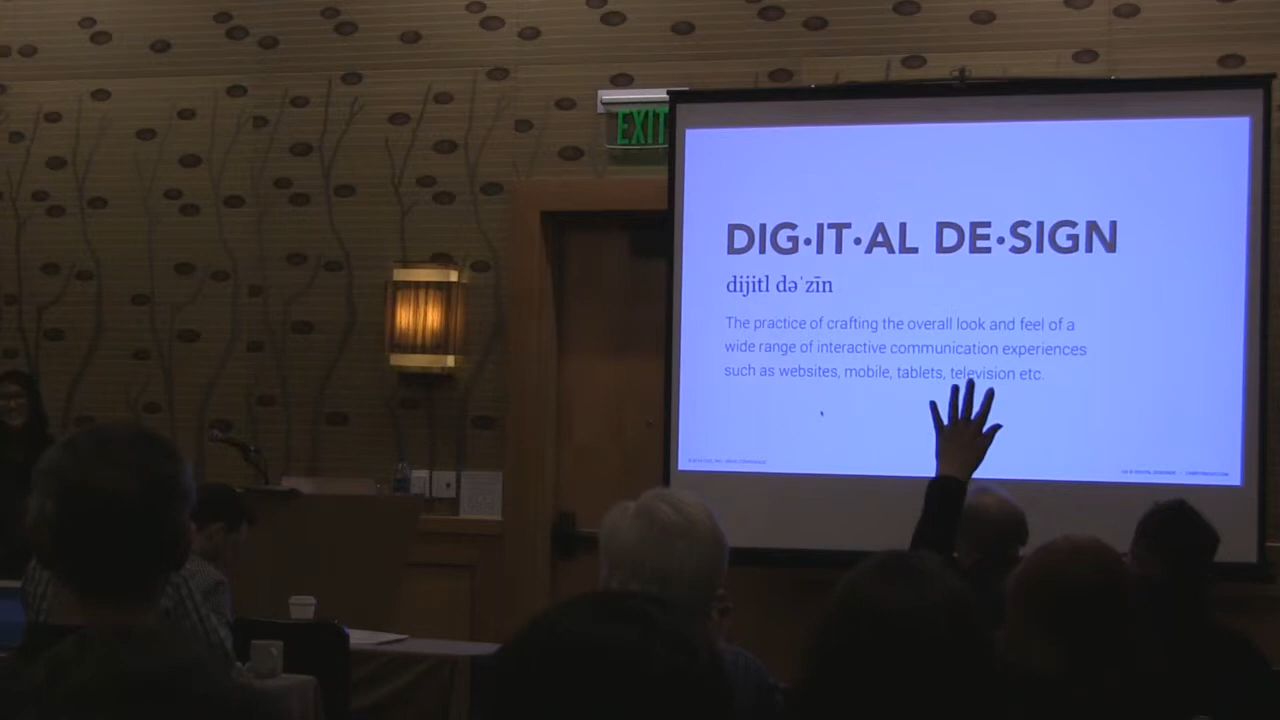 EXIT
DIG·IT·AL DE·SIGN
dijitl dəˈzīn
The practice of crafting the overall look and feel of a
wide range of interactive communication experiences
such as websites, mobile, tablets, television etc.